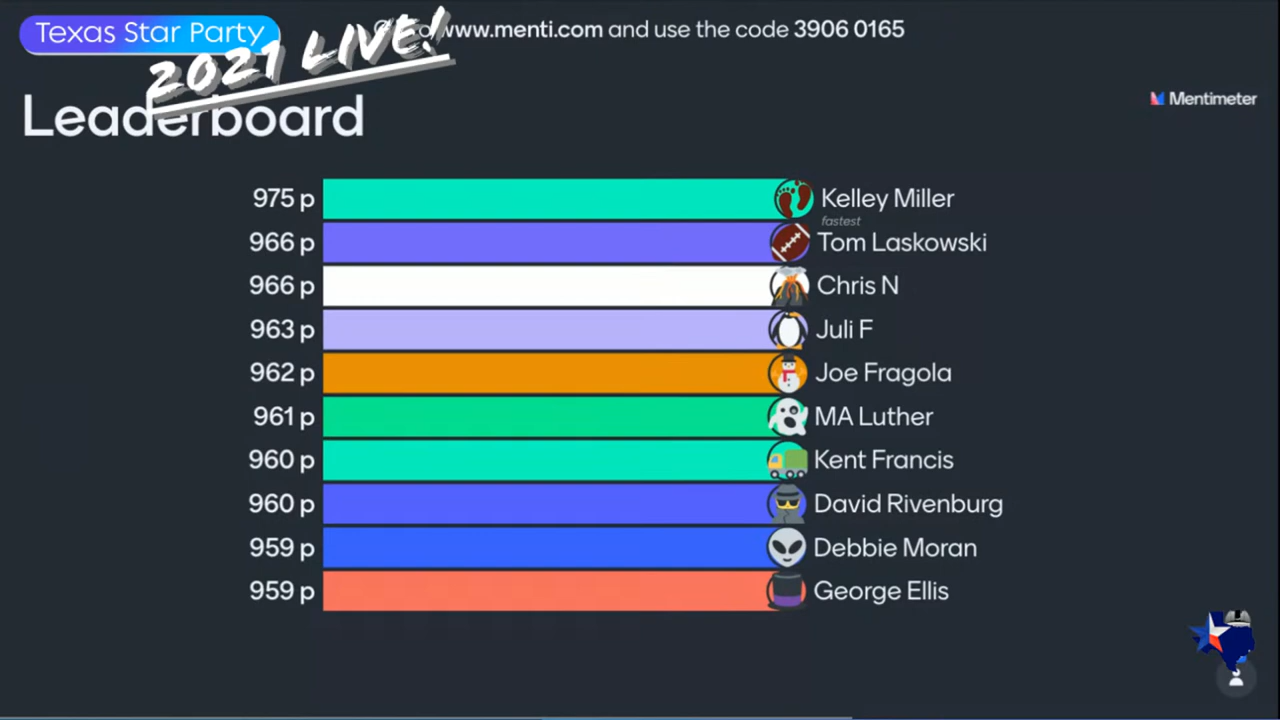 Texas Star Party
2021 LIVE!
www.menti.com and use the code 3906 0165
Leaderboard
Mentimeter
975 p Kelley Miller
fastest
966 p Tom Laskowski
966 p Chris N
963 p Juli F
962 p Joe Fragola
961 p MA Luther
960 p Kent Francis
960 p David Rivenburg
959 p Debbie Moran
959 p George Ellis